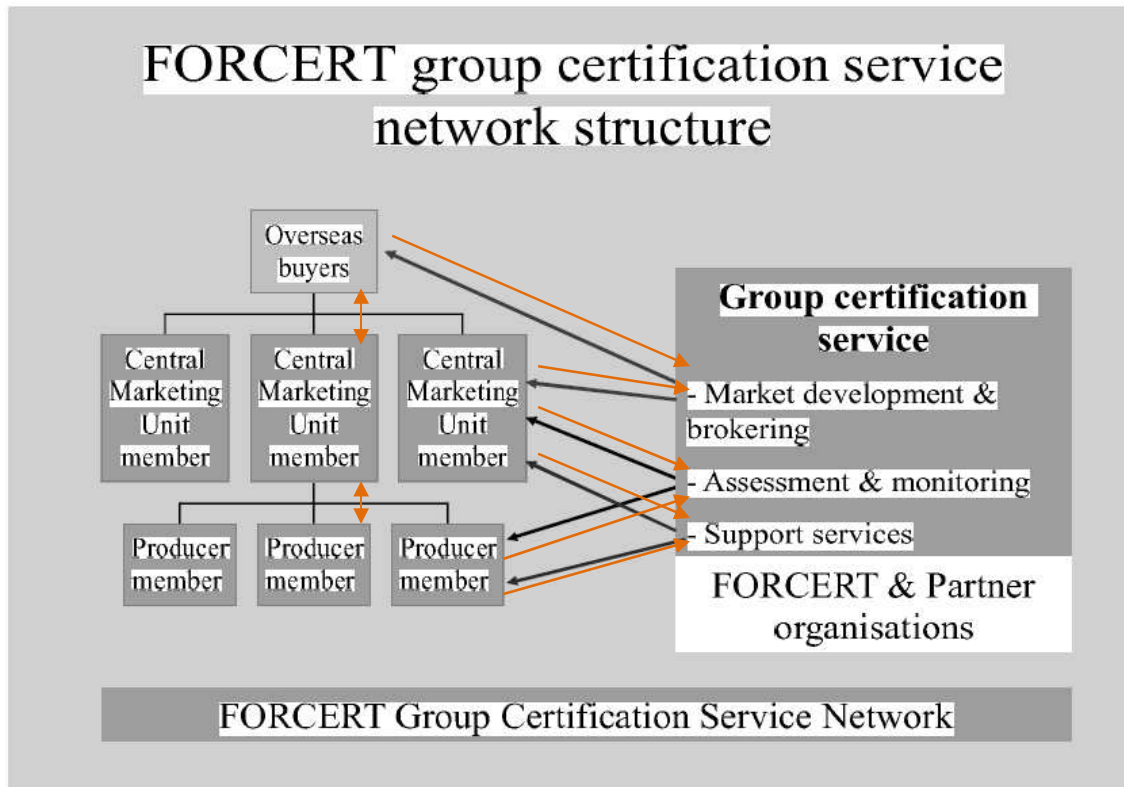 FORCERT group certification service
network structure
Overseas
buyers
Central
Marketing
Unit
member
Central
Marketing
Unit
member
Central
Marketing
Unit
member
Producer
member
Producer
member
Producer
member
Group certification
service
- Market development &
brokering
- Assessment & monitoring
- Support services
FORCERT & Partner
organisations
FORCERT Group Certification Service Network